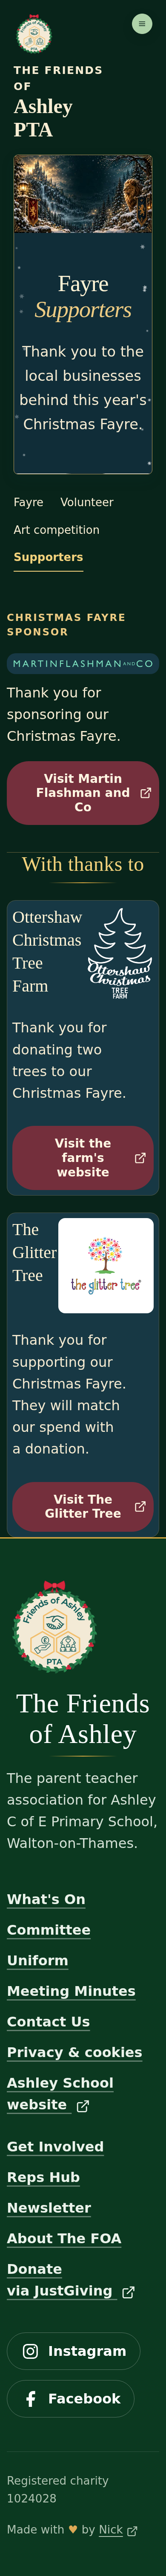 THE FRIENDS
OF
Ashley
PTA
Fayre
Supporters
Thank you to the
local businesses
behind this year's
Christmas Fayre.
Fayre Volunteer
Art competition
Supporters
CHRISTMAS FAYRE
SPONSOR
MARTINFLASHMANANDCO
Thank you for
sponsoring our
Christmas Fayre.
Visit Martin
Flashman and
Co
With thanks to
Ottershaw
Christmas
Tree
Farm
Ottershaw
Christmas
TREE
FARM
Thank you for
donating two
trees to our
Christmas Fayre.
Visit the
farm's
website
The
Glitter
Tree
the glitter tree
Thank you for
supporting our
Christmas Fayre.
They will match
our spend with
a donation.
Visit The
Glitter Tree
Friends of Ashley
PTA
The Friends
of Ashley
The parent teacher
association for Ashley
C of E Primary School,
Walton-on-Thames.
What's On
Committee
Uniform
Meeting Minutes
Contact Us
Privacy & cookies
Ashley School
website
Get Involved
Reps Hub
Newsletter
About The FOA
Donate
via JustGiving
Instagram
Facebook
Registered charity
1024028
Made with ♥ by Nick